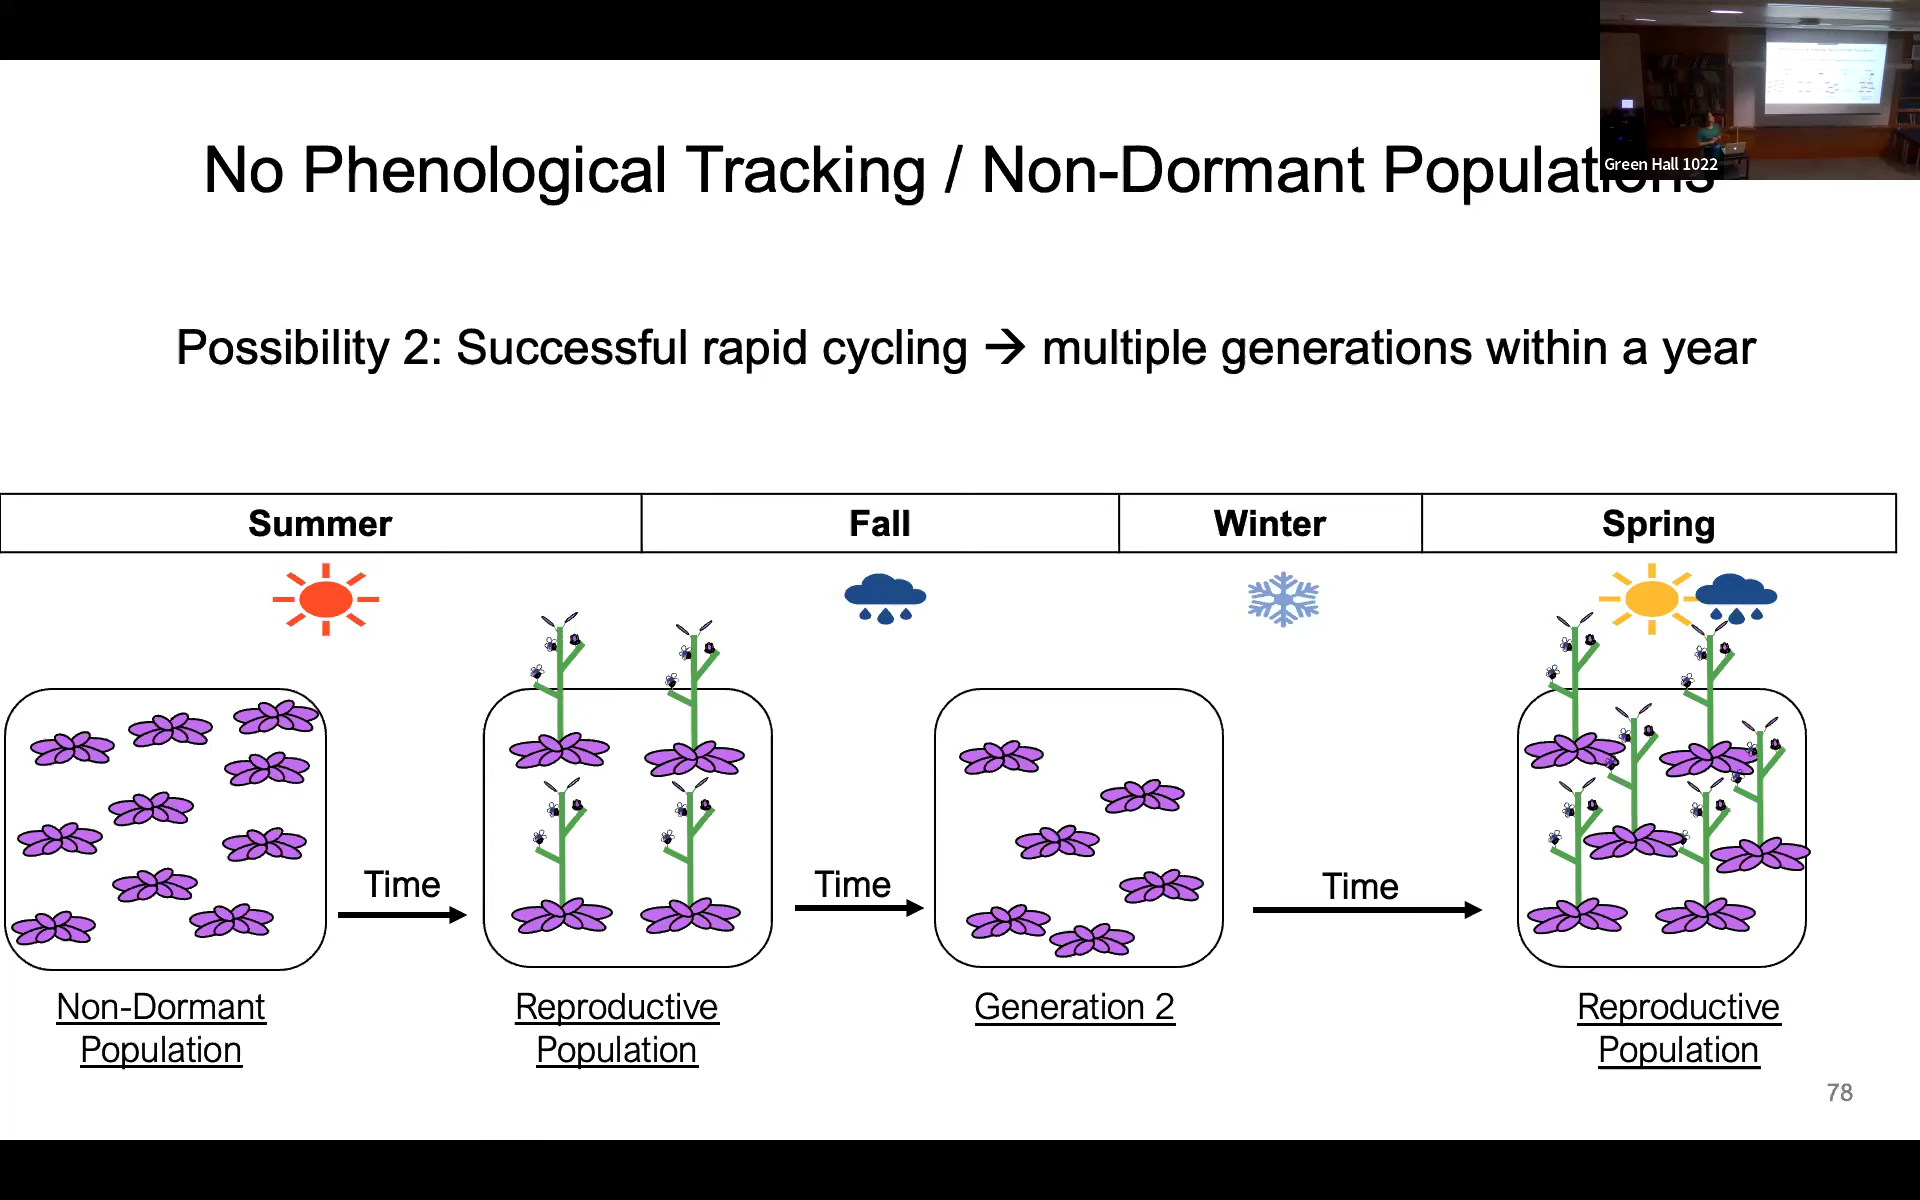 Green Hall 1022
No Phenological Tracking / Non-Dormant Populations
Possibility 2: Successful rapid cycling → multiple generations within a year
Summer Fall Winter Spring
Time Time Time
Non-Dormant
Population
Reproductive
Population
Generation 2
Reproductive
Population
78